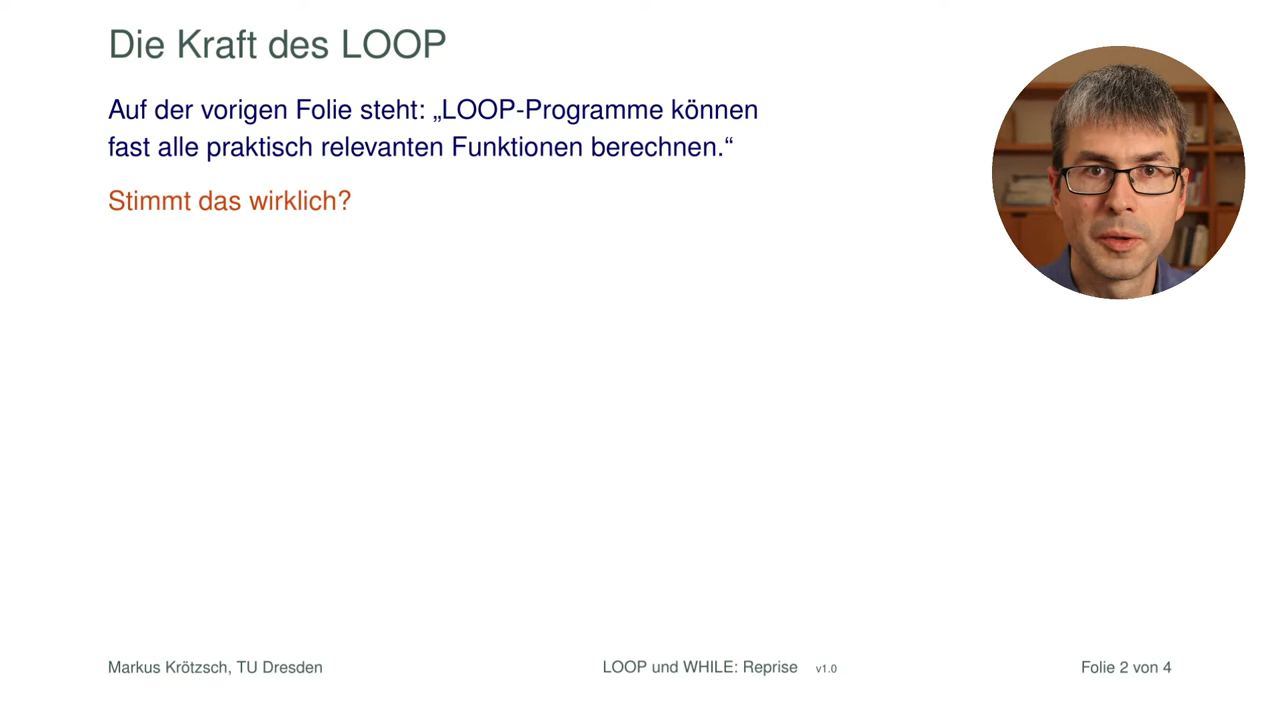 Die Kraft des LOOP
Auf der vorigen Folie steht: „LOOP-Programme können
fast alle praktisch relevanten Funktionen berechnen.“
Stimmt das wirklich?
Markus Krötzsch, TU Dresden
LOOP und WHILE: Reprise v1.0
Folie 2 von 4